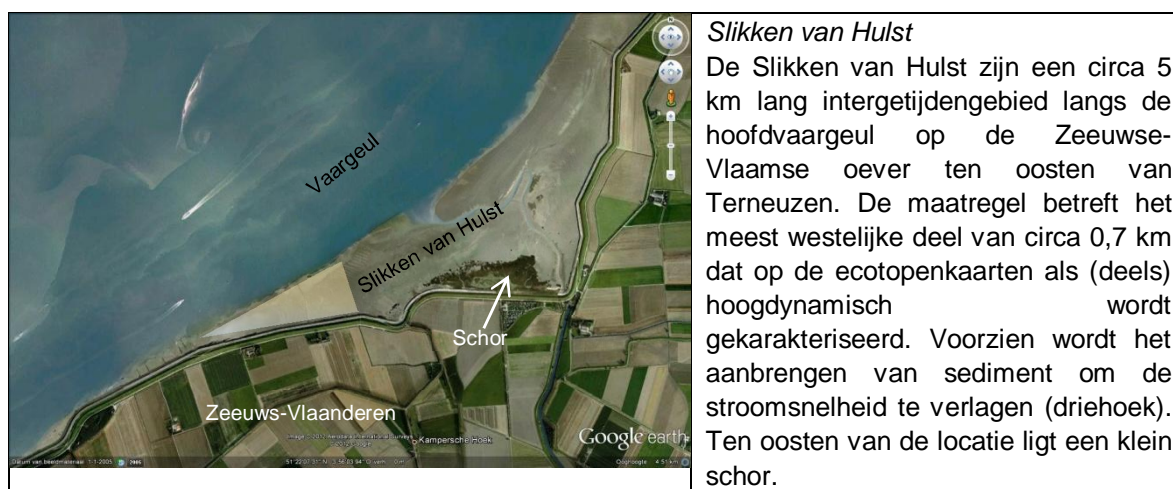 Vaargeul
Slikken van Hulst
Schor
Zeeuws-Vlaanderen
Kampersche Hoek
Google earth
Slikken van Hulst
De Slikken van Hulst zijn een circa 5
km lang intergetijdengebied langs de
hoofdvaargeul op de Zeeuwse-
Vlaamse oever ten oosten van
Terneuzen. De maatregel betreft het
meest westelijke deel van circa 0,7 km
dat op de ecotopenkaarten als (deels)
hoogdynamisch wordt
gekarakteriseerd. Voorzien wordt het
aanbrengen van sediment om de
stroomsnelheid te verlagen (driehoek).
Ten oosten van de locatie ligt een klein
schor.